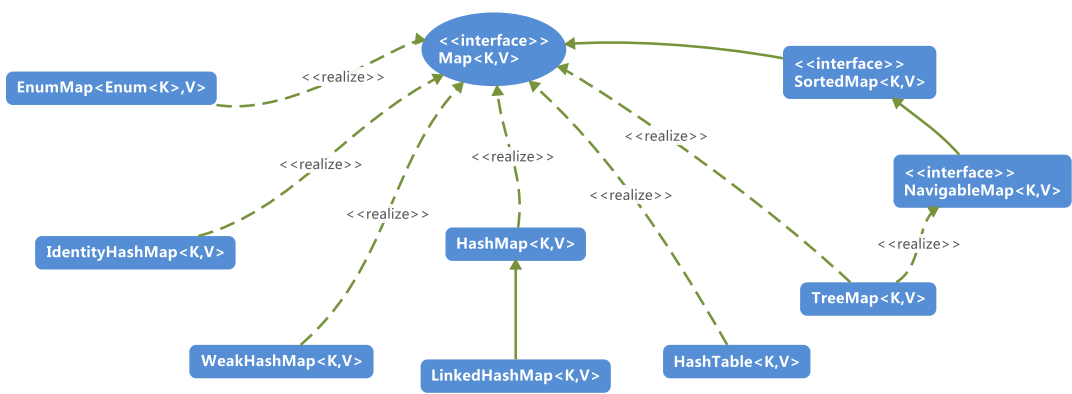 <<interface>>
Map<K,V>
<<interface>>
SortedMap<K,V>
EnumMap<Enum<K>,V>
<<realize>>
<<realize>>
<<realize>>
<<realize>>
<<interface>>
NavigableMap<K,V>
<<realize>>
<<realize>>
IdentityHashMap<K,V>
HashMap<K,V>
<<realize>>
TreeMap<K,V>
WeakHashMap<K,V>
LinkedHashMap<K,V>
HashTable<K,V>